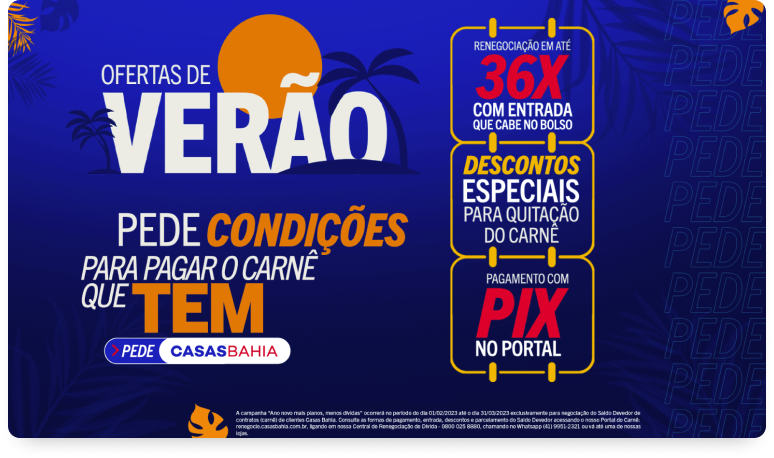 OFERTAS DE
VERÃO
PEDE CONDIÇÕES
PARA PAGAR O CARNÊ
QUE TEM
PEDE CASASBAHIA
RENEGOCIAÇÃO EM ATÉ
36X
COM ENTRADA
QUE CABE NO BOLSO
DESCONTOS
ESPECIAIS
PARA QUITAÇÃO
DO CARNÊ
PAGAMENTO COM
PIX
NO PORTAL
A campanha "Ano novo mais planos, menos dívidas" ocorrerá no período do dia 01/02/2023 até o dia 31/03/2023 exclusivamente para negociação do Saldo Devedor de
contratos (carnê) de clientes Casas Bahia. Consulte as formas de pagamento, entrada, descontos e parcelamento do Saldo Devedor acessando o nosso Portal do Carnê:
renegocie.casasbahia.com.br, ligando em nossa Central de Renegociação de Dívida - 0800 025 8880, chamando no Whatsapp (41) 9951-2321 ou vá até uma de nossas
lojas.
PEDE
PEDE
PEDE
PEDE
PEDE
PEDE
PEDE
PEDE
PEDE